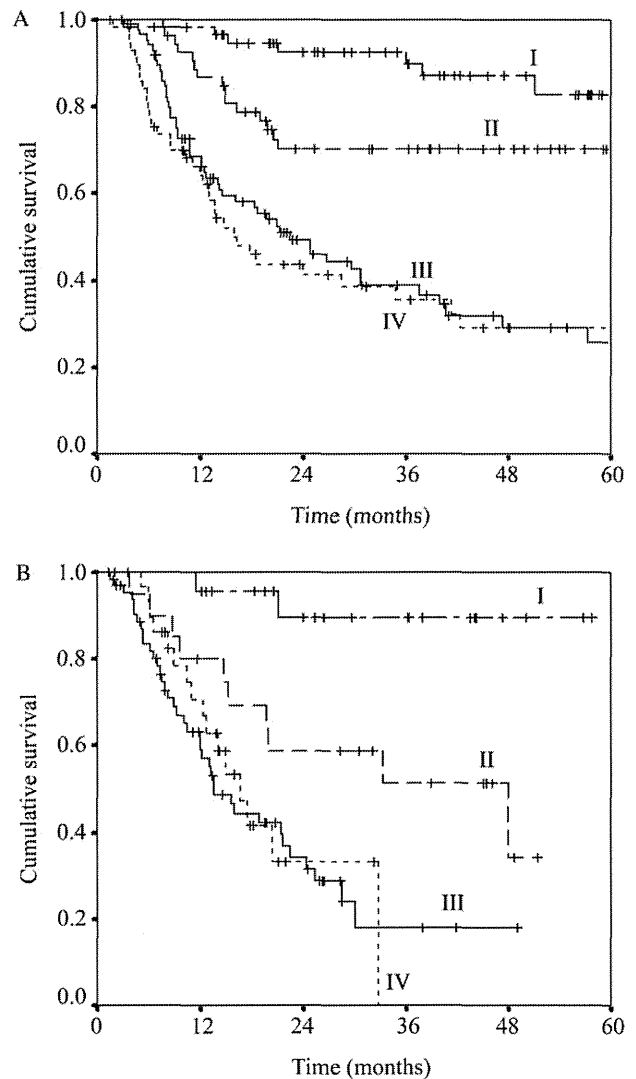 A
Cumulative survival
1.0
0.8
0.6
0.4
0.2
0.0
I
II
III
IV
0 12 24 36 48 60
Time (months)
B
Cumulative survival
1.0
0.8
0.6
0.4
0.2
0.0
I
II
III
IV
0 12 24 36 48 60
Time (months)